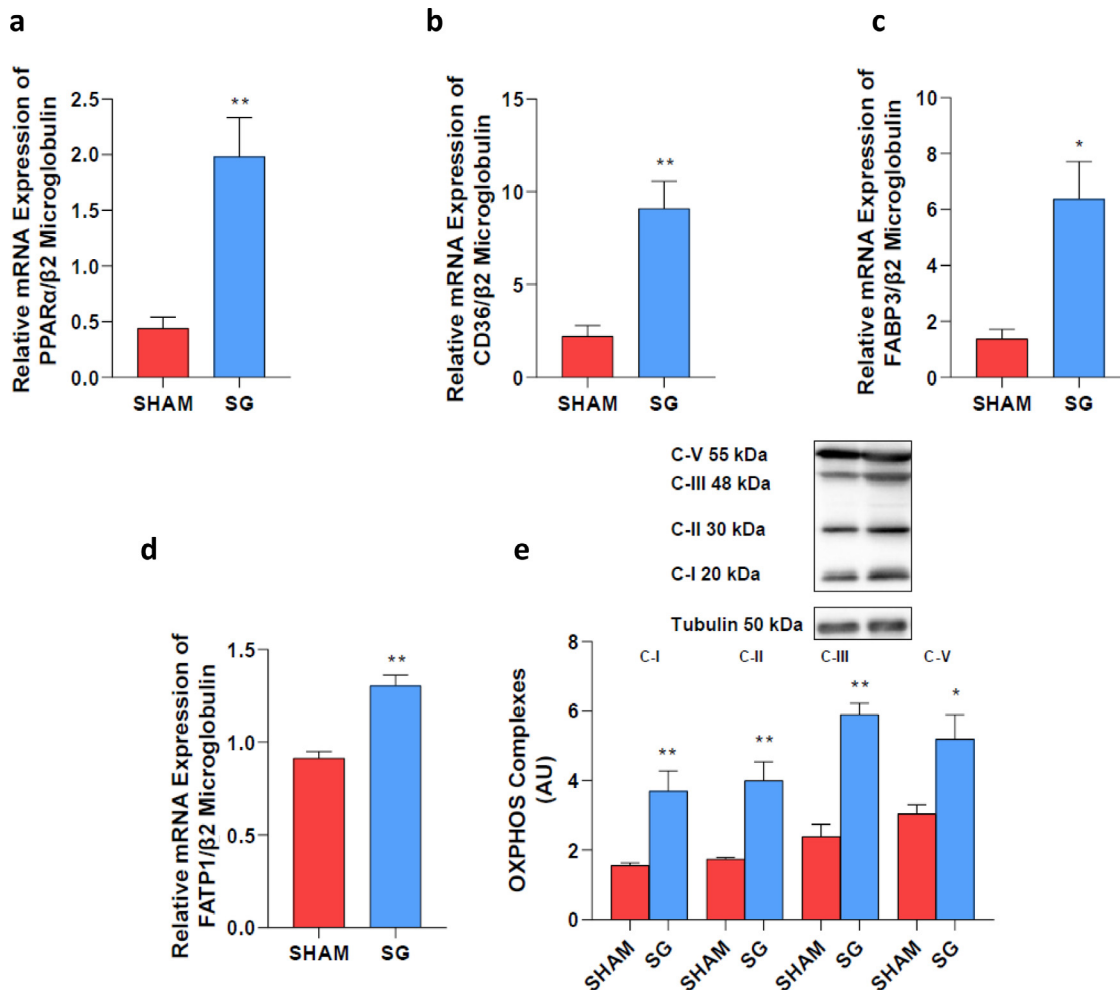 a
Relative mRNA Expression of
PPARα/β2 Microglobulin
2.5
2.0
1.5
1.0
0.5
0.0
**
SHAM SG
b
Relative mRNA Expression of
CD36/β2 Microglobulin
15
10
5
0
**
SHAM SG
c
Relative mRNA Expression of
FABP3/β2 Microglobulin
10
8
6
4
2
0
*
SHAM SG
d
Relative mRNA Expression of
FATP1/β2 Microglobulin
1.5
1.0
0.5
0.0
**
SHAM SG
e
C-V 55 kDa
C-III 48 kDa
C-II 30 kDa
C-I 20 kDa
Tubulin 50 kDa
OXPHOS Complexes
(AU)
8
6
4
2
0
C-I C-II C-III C-V
** ** ** *
SHAM SG SHAM SG SHAM SG SHAM SG